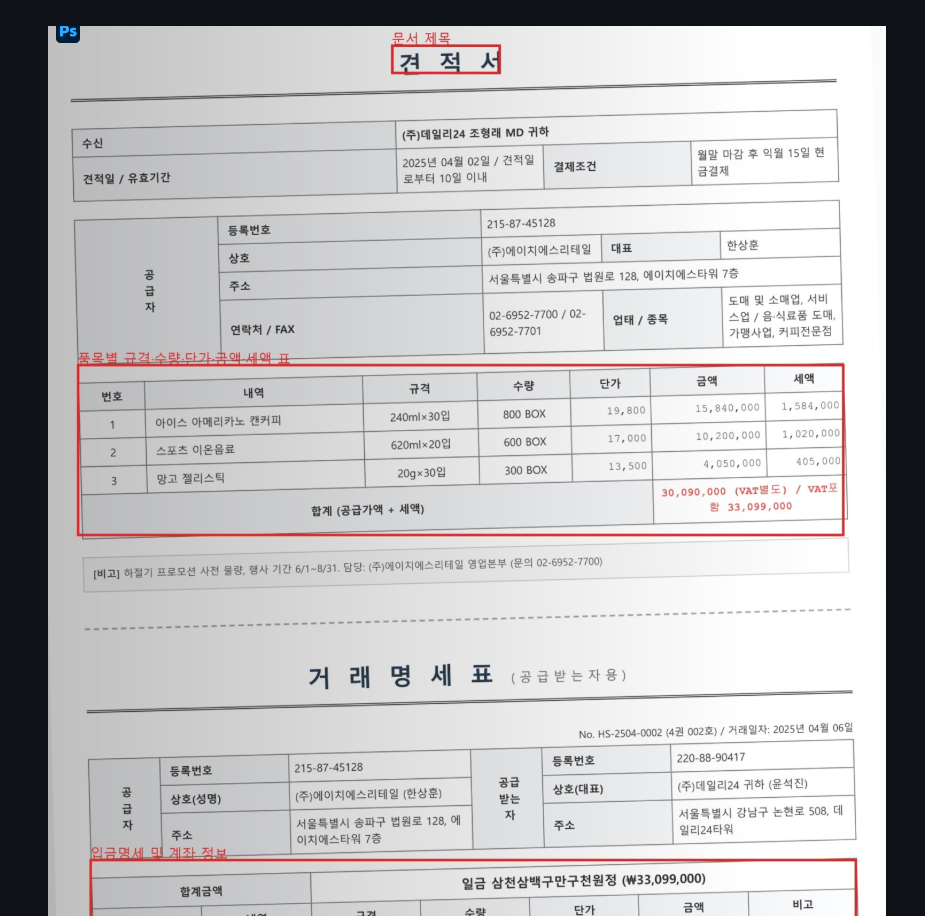 Ps
문서 제목
견 적 서
수신
(주)데일리24 조형래 MD 귀하
견적일 / 유효기간
2025년 04월 02일 / 견적일
로부터 10일 이내
결제조건
월말 마감 후 익월 15일 현
금결제
공
급
자
등록번호
215-87-45128
상호
(주)에이치에스리테일
대표
한상훈
주소
서울특별시 송파구 법원로 128, 에이치에스타워 7층
연락처 / FAX
02-6952-7700 / 02-
6952-7701
업태 / 종목
도매 및 소매업, 서비
스업 / 음·식료품 도매,
가맹사업, 커피전문점
품목별 규격·수량·단가·금액·세액 표
번호 내역 규격 수량 단가 금액 세액
1 아이스 아메리카노 캔커피 240ml×30입 800 BOX 19,800 15,840,000 1,584,000
2 스포츠 이온음료 620ml×20입 600 BOX 17,000 10,200,000 1,020,000
3 망고 젤리스틱 20g×30입 300 BOX 13,500 4,050,000 405,000
합계 (공급가액 + 세액)
30,090,000 (VAT별도) / VAT포
함 33,099,000
[비고] 하절기 프로모션 사전 물량, 행사 기간 6/1~8/31. 담당: (주)에이치에스리테일 영업본부 (문의 02-6952-7700)
거 래 명 세 표 (공급받는자용)
No. HS-2504-0002 (4권 002호) / 거래일자: 2025년 04월 06일
공
급
자
등록번호
215-87-45128
상호(성명)
(주)에이치에스리테일 (한상훈)
주소
서울특별시 송파구 법원로 128, 에
이치에스타워 7층
공급
받는
자
등록번호
220-88-90417
상호(대표)
(주)데일리24 귀하 (윤석진)
주소
서울특별시 강남구 논현로 508, 데
일리24타워
입금명세 및 계좌 정보
합계금액
일금 삼천삼백구만구천원정 (₩33,099,000)
내역 규격 수량 단가 금액 비고